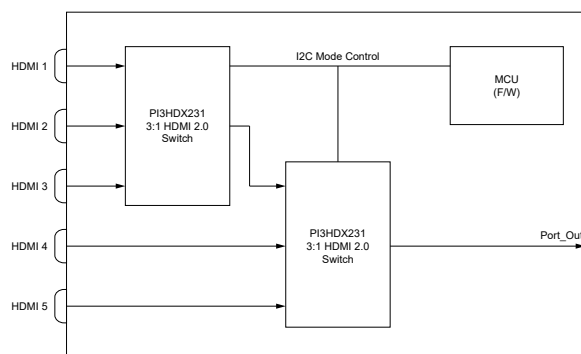 HDMI 1
HDMI 2
HDMI 3
HDMI 4
HDMI 5
PI3HDX231
3:1 HDMI 2.0
Switch
I2C Mode Control
MCU
(F/W)
PI3HDX231
3:1 HDMI 2.0
Switch
Port_Out